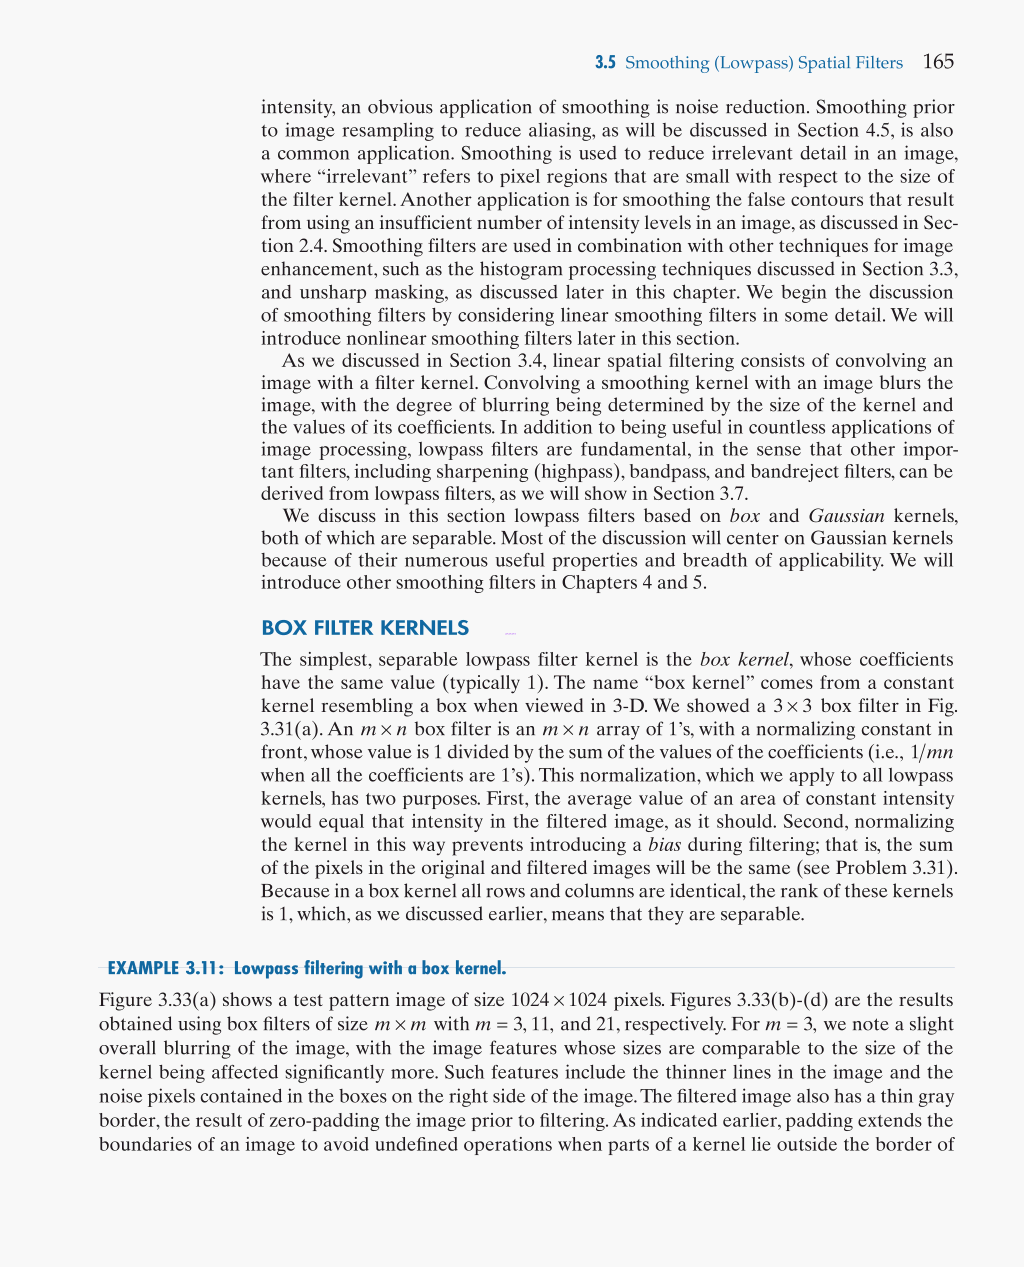 3.5 Smoothing (Lowpass) Spatial Filters 165
intensity, an obvious application of smoothing is noise reduction. Smoothing prior
to image resampling to reduce aliasing, as will be discussed in Section 4.5, is also
a common application. Smoothing is used to reduce irrelevant detail in an image,
where “irrelevant” refers to pixel regions that are small with respect to the size of
the filter kernel. Another application is for smoothing the false contours that result
from using an insufficient number of intensity levels in an image, as discussed in Sec-
tion 2.4. Smoothing filters are used in combination with other techniques for image
enhancement, such as the histogram processing techniques discussed in Section 3.3,
and unsharp masking, as discussed later in this chapter. We begin the discussion
of smoothing filters by considering linear smoothing filters in some detail. We will
introduce nonlinear smoothing filters later in this section.
As we discussed in Section 3.4, linear spatial filtering consists of convolving an
image with a filter kernel. Convolving a smoothing kernel with an image blurs the
image, with the degree of blurring being determined by the size of the kernel and
the values of its coefficients. In addition to being useful in countless applications of
image processing, lowpass filters are fundamental, in the sense that other impor-
tant filters, including sharpening (highpass), bandpass, and bandreject filters, can be
derived from lowpass filters, as we will show in Section 3.7.
We discuss in this section lowpass filters based on box and Gaussian kernels,
both of which are separable. Most of the discussion will center on Gaussian kernels
because of their numerous useful properties and breadth of applicability. We will
introduce other smoothing filters in Chapters 4 and 5.
BOX FILTER KERNELS
The simplest, separable lowpass filter kernel is the box kernel, whose coefficients
have the same value (typically 1). The name “box kernel” comes from a constant
kernel resembling a box when viewed in 3-D. We showed a 3 × 3 box filter in Fig.
3.31(a). An m × n box filter is an m × n array of 1’s, with a normalizing constant in
front, whose value is 1 divided by the sum of the values of the coefficients (i.e., 1/mn
when all the coefficients are 1’s). This normalization, which we apply to all lowpass
kernels, has two purposes. First, the average value of an area of constant intensity
would equal that intensity in the filtered image, as it should. Second, normalizing
the kernel in this way prevents introducing a bias during filtering; that is, the sum
of the pixels in the original and filtered images will be the same (see Problem 3.31).
Because in a box kernel all rows and columns are identical, the rank of these kernels
is 1, which, as we discussed earlier, means that they are separable.
EXAMPLE 3.11: Lowpass filtering with a box kernel.
Figure 3.33(a) shows a test pattern image of size 1024 × 1024 pixels. Figures 3.33(b)-(d) are the results
obtained using box filters of size m × m with m = 3, 11, and 21, respectively. For m = 3, we note a slight
overall blurring of the image, with the image features whose sizes are comparable to the size of the
kernel being affected significantly more. Such features include the thinner lines in the image and the
noise pixels contained in the boxes on the right side of the image. The filtered image also has a thin gray
border, the result of zero-padding the image prior to filtering. As indicated earlier, padding extends the
boundaries of an image to avoid undefined operations when parts of a kernel lie outside the border of